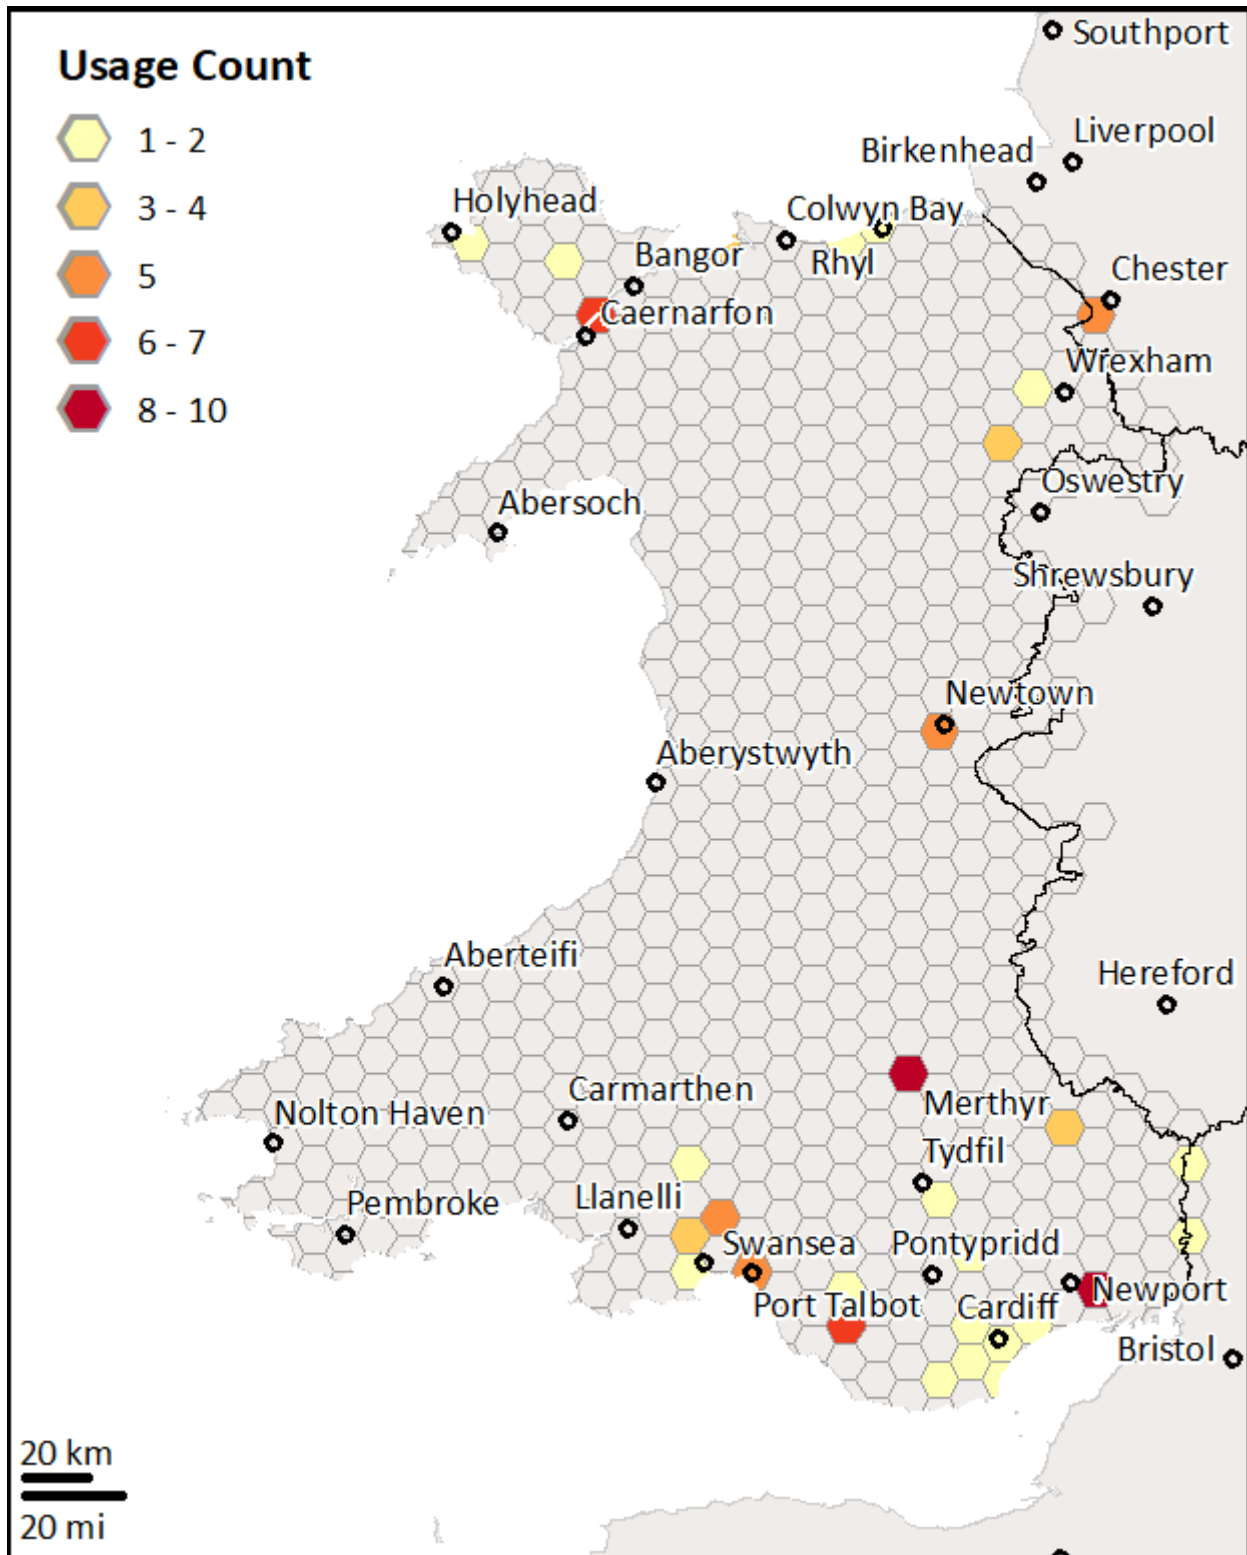 Usage Count
1 - 2
3 - 4
5
6 - 7
8 - 10
Southport
Liverpool
Birkenhead
Holyhead
Colwyn Bay
Bangor
Rhyl
Chester
Caernarfon
Wrexham
Oswestry
Abersoch
Shrewsbury
Newtown
Aberystwyth
Aberteifi
Hereford
Carmarthen
Merthyr
Tydfil
Nolton Haven
Pembroke
Llanelli
Swansea
Pontypridd
Port Talbot
Cardiff
Newport
Bristol
20 km
20 mi